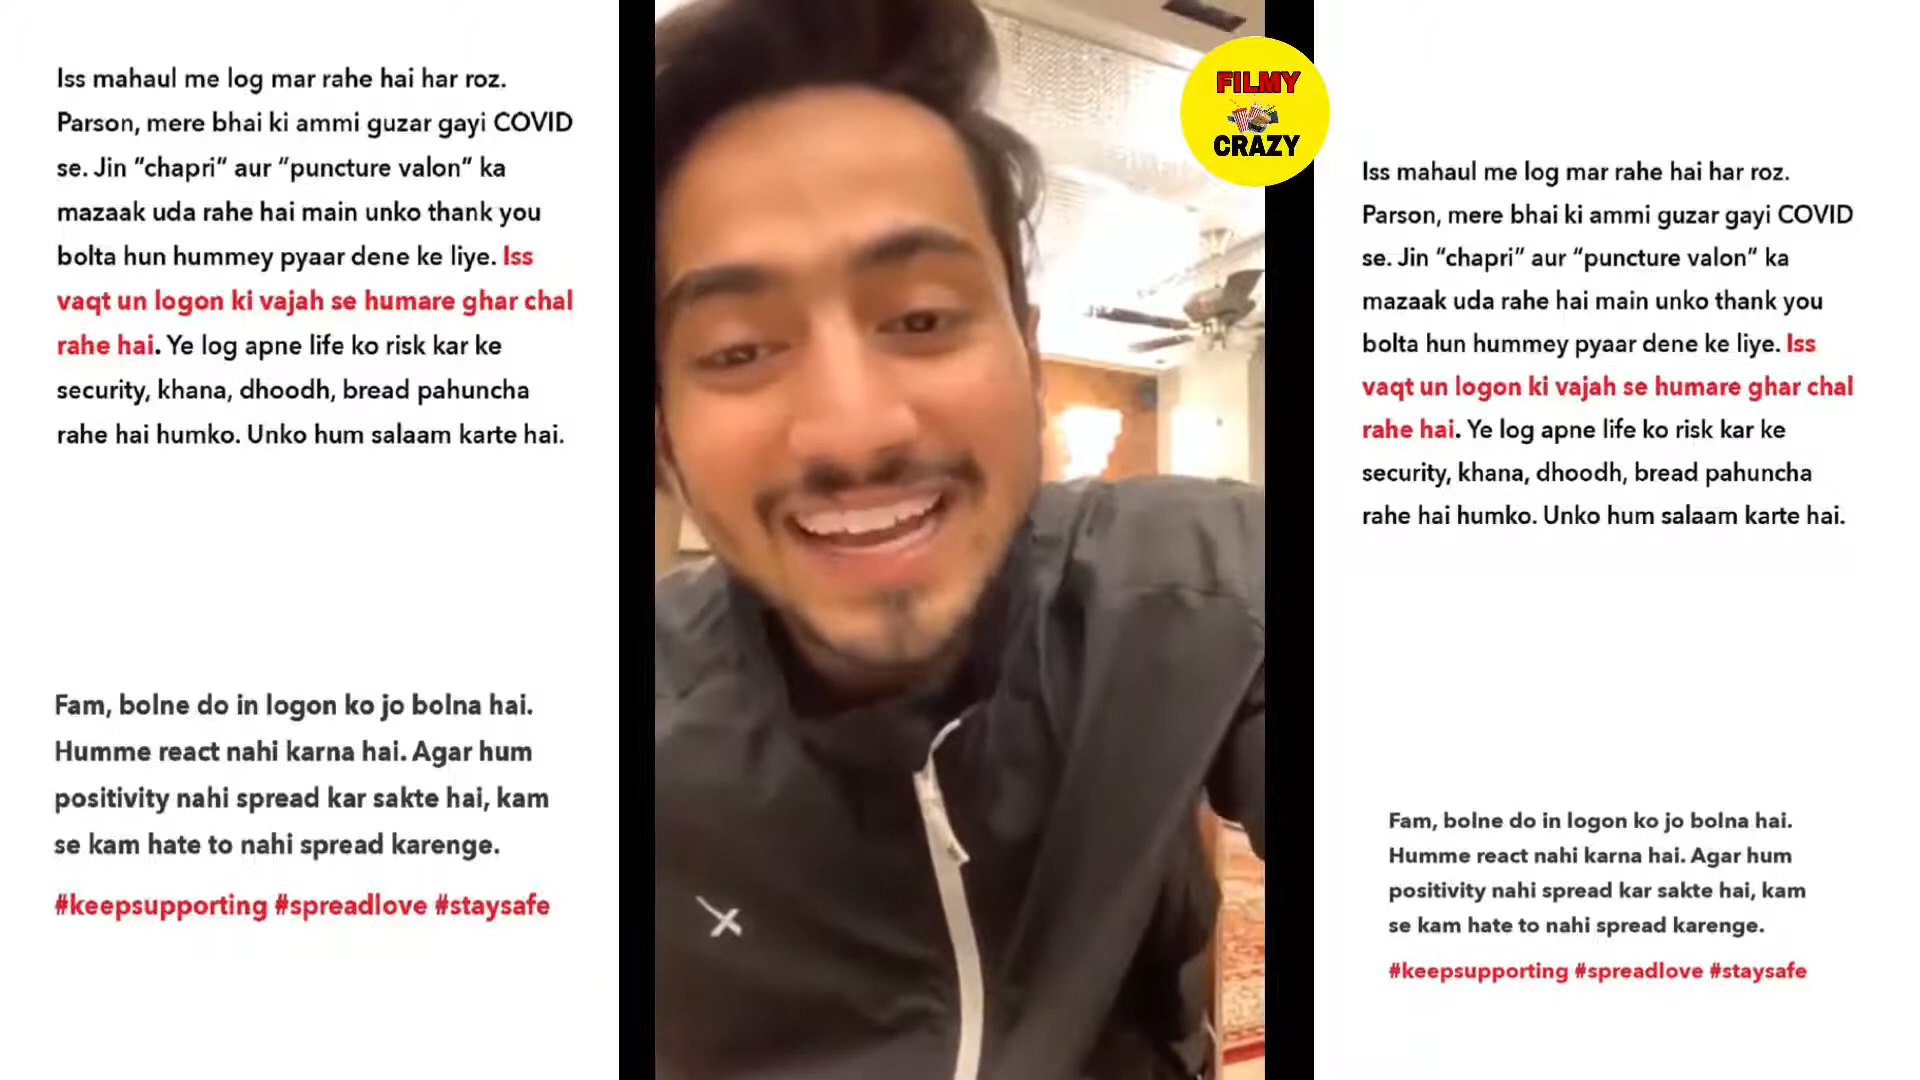 Iss mahaul me log mar rahe hai har roz.
Parson, mere bhai ki ammi guzar gayi COVID
se. Jin “chapri” aur “puncture valon” ka
mazaak uda rahe hai main unko thank you
bolta hun hummey pyaar dene ke liye. Iss
vaqt un logon ki vajah se humare ghar chal
rahe hai. Ye log apne life ko risk kar ke
security, khana, dhoodh, bread pahuncha
rahe hai humko. Unko hum salaam karte hai.
Fam, bolne do in logon ko jo bolna hai.
Humme react nahi karna hai. Agar hum
positivity nahi spread kar sakte hai, kam
se kam hate to nahi spread karenge.
#keepsupporting #spreadlove #staysafe
FILMY
CRAZY
Iss mahaul me log mar rahe hai har roz.
Parson, mere bhai ki ammi guzar gayi COVID
se. Jin “chapri” aur “puncture valon” ka
mazaak uda rahe hai main unko thank you
bolta hun hummey pyaar dene ke liye. Iss
vaqt un logon ki vajah se humare ghar chal
rahe hai. Ye log apne life ko risk kar ke
security, khana, dhoodh, bread pahuncha
rahe hai humko. Unko hum salaam karte hai.
Fam, bolne do in logon ko jo bolna hai.
Humme react nahi karna hai. Agar hum
positivity nahi spread kar sakte hai, kam
se kam hate to nahi spread karenge.
#keepsupporting #spreadlove #staysafe